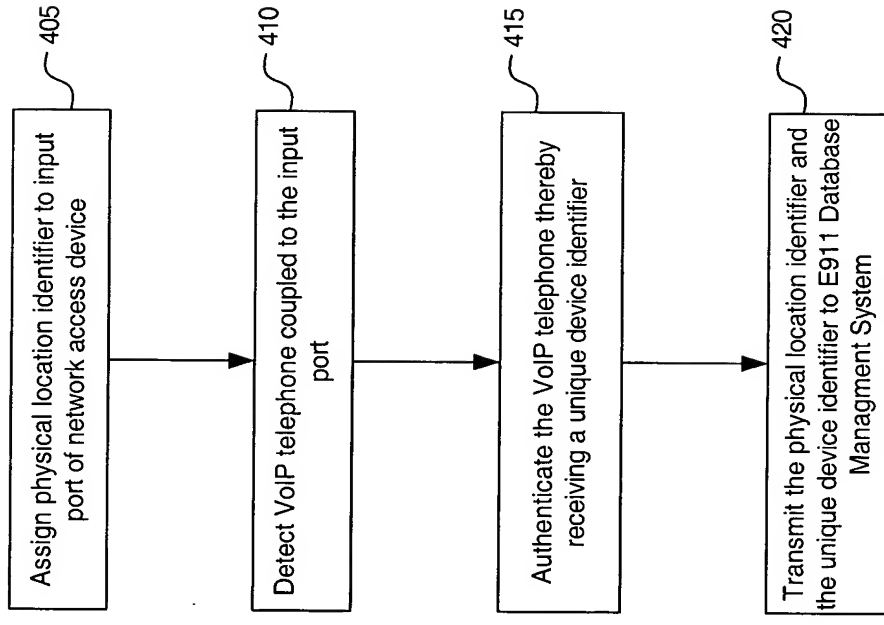 Assign physical location identifier to input
port of network access device
405
Detect VoIP telephone coupled to the input
port
410
Authenticate the VoIP telephone thereby
receiving a unique device identifier
415
Transmit the physical location identifier and
the unique device identifier to E911 Database
Managment System
420